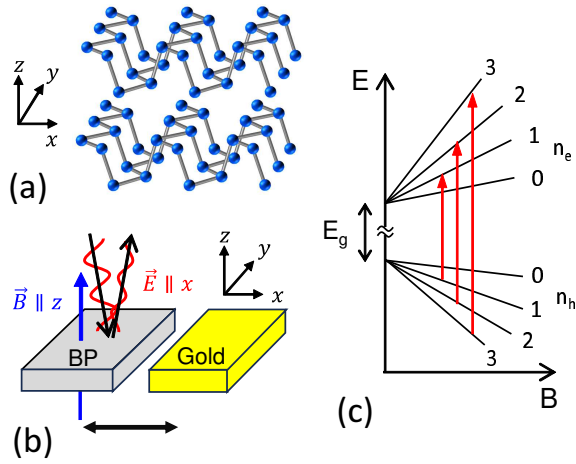 z
y
x
(a)
B⃗ ∥ z
E⃗ ∥ x
z
y
x
BP
Gold
(b)
E
3
2
1
n_e
0
E_g
≈
0
1
n_h
2
3
B
(c)